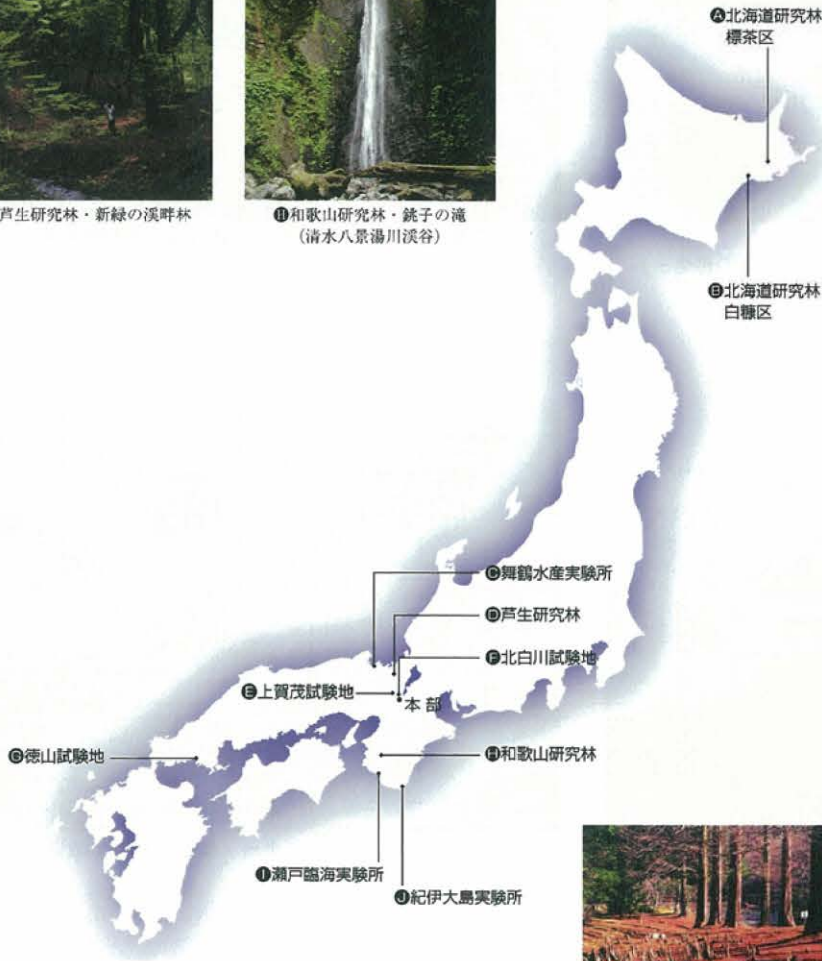 芦生研究林・新緑の渓畔林
Ⓗ和歌山研究林・銚子の滝
(清水八景湯川渓谷)
Ⓐ北海道研究林
標茶区
Ⓑ北海道研究林
白糠区
Ⓒ舞鶴水産実験所
Ⓓ芦生研究林
Ⓕ北白川試験地
Ⓔ上賀茂試験地
本部
Ⓖ徳山試験地
Ⓗ和歌山研究林
Ⓘ瀬戸臨海実験所
Ⓙ紀伊大島実験所